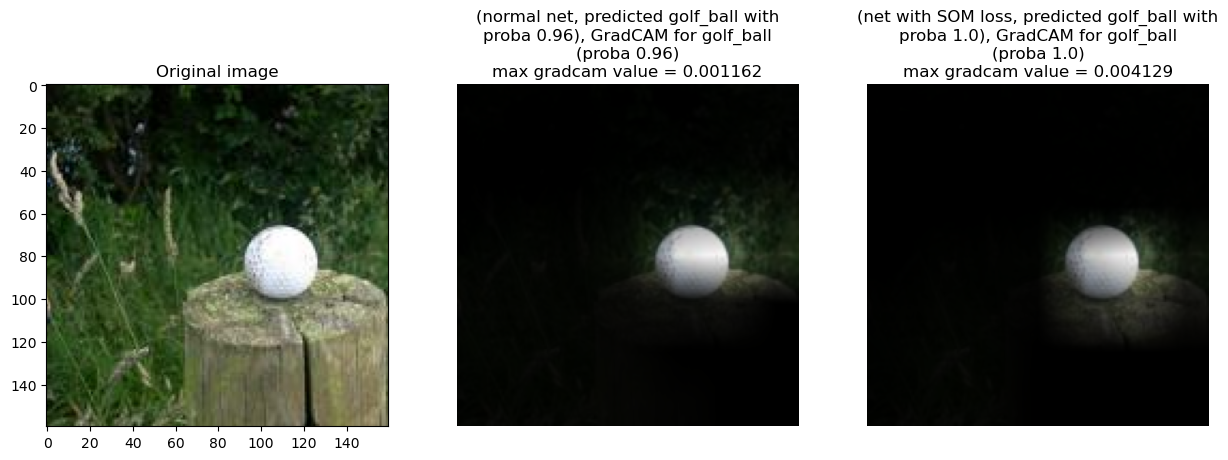 Original image
0
20
40
60
80
100
120
140
0 20 40 60 80 100 120 140
(normal net, predicted golf_ball with
proba 0.96), GradCAM for golf_ball
(proba 0.96)
max gradcam value = 0.001162
(net with SOM loss, predicted golf_ball with
proba 1.0), GradCAM for golf_ball
(proba 1.0)
max gradcam value = 0.004129